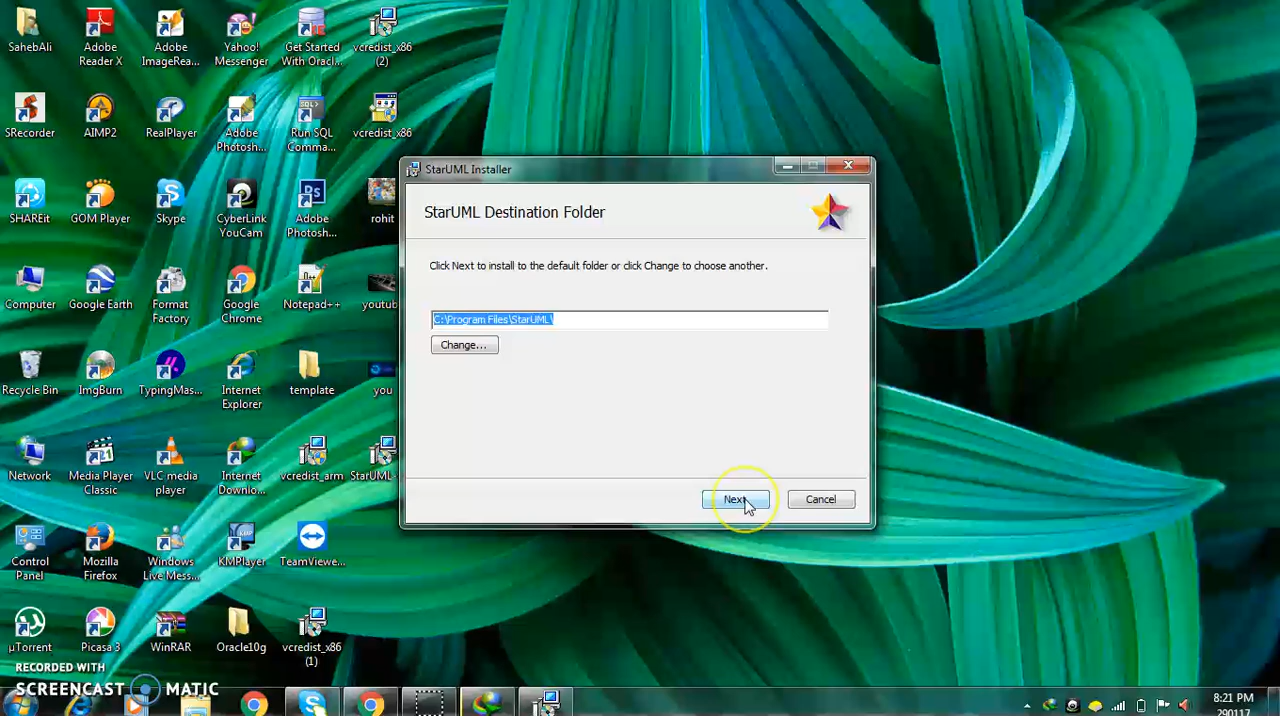 SahebAli
Adobe
Reader X
Adobe
ImageRea...
Yahoo!
Messenger
Get Started
With Oracl...
vcredist_x86
(2)
SRecorder
AIMP2
RealPlayer
Adobe
Photosh...
Run SQL
Comma...
vcredist_x86
SHAREit
GOM Player
Skype
CyberLink
YouCam
Adobe
Photosh...
rohit
Computer
Google Earth
Format
Factory
Google
Chrome
Notepad++
youtub
Recycle Bin
ImgBurn
TypingMas...
Internet
Explorer
template
you
Network
Media Player
Classic
VLC media
player
Internet
Downlo...
vcredist_arm
StarUML-
Control
Panel
Mozilla
Firefox
Windows
Live Mess...
KMPlayer
TeamViewe...
µTorrent
Picasa 3
WinRAR
Oracle10g
vcredist_x86
(1)
StarUML Installer
StarUML Destination Folder
Click Next to install to the default folder or click Change to choose another.
C:\Program Files\StarUML\
Change...
Next
Cancel
RECORDED WITH
SCREENCAST MATIC
8:21 PM
290117